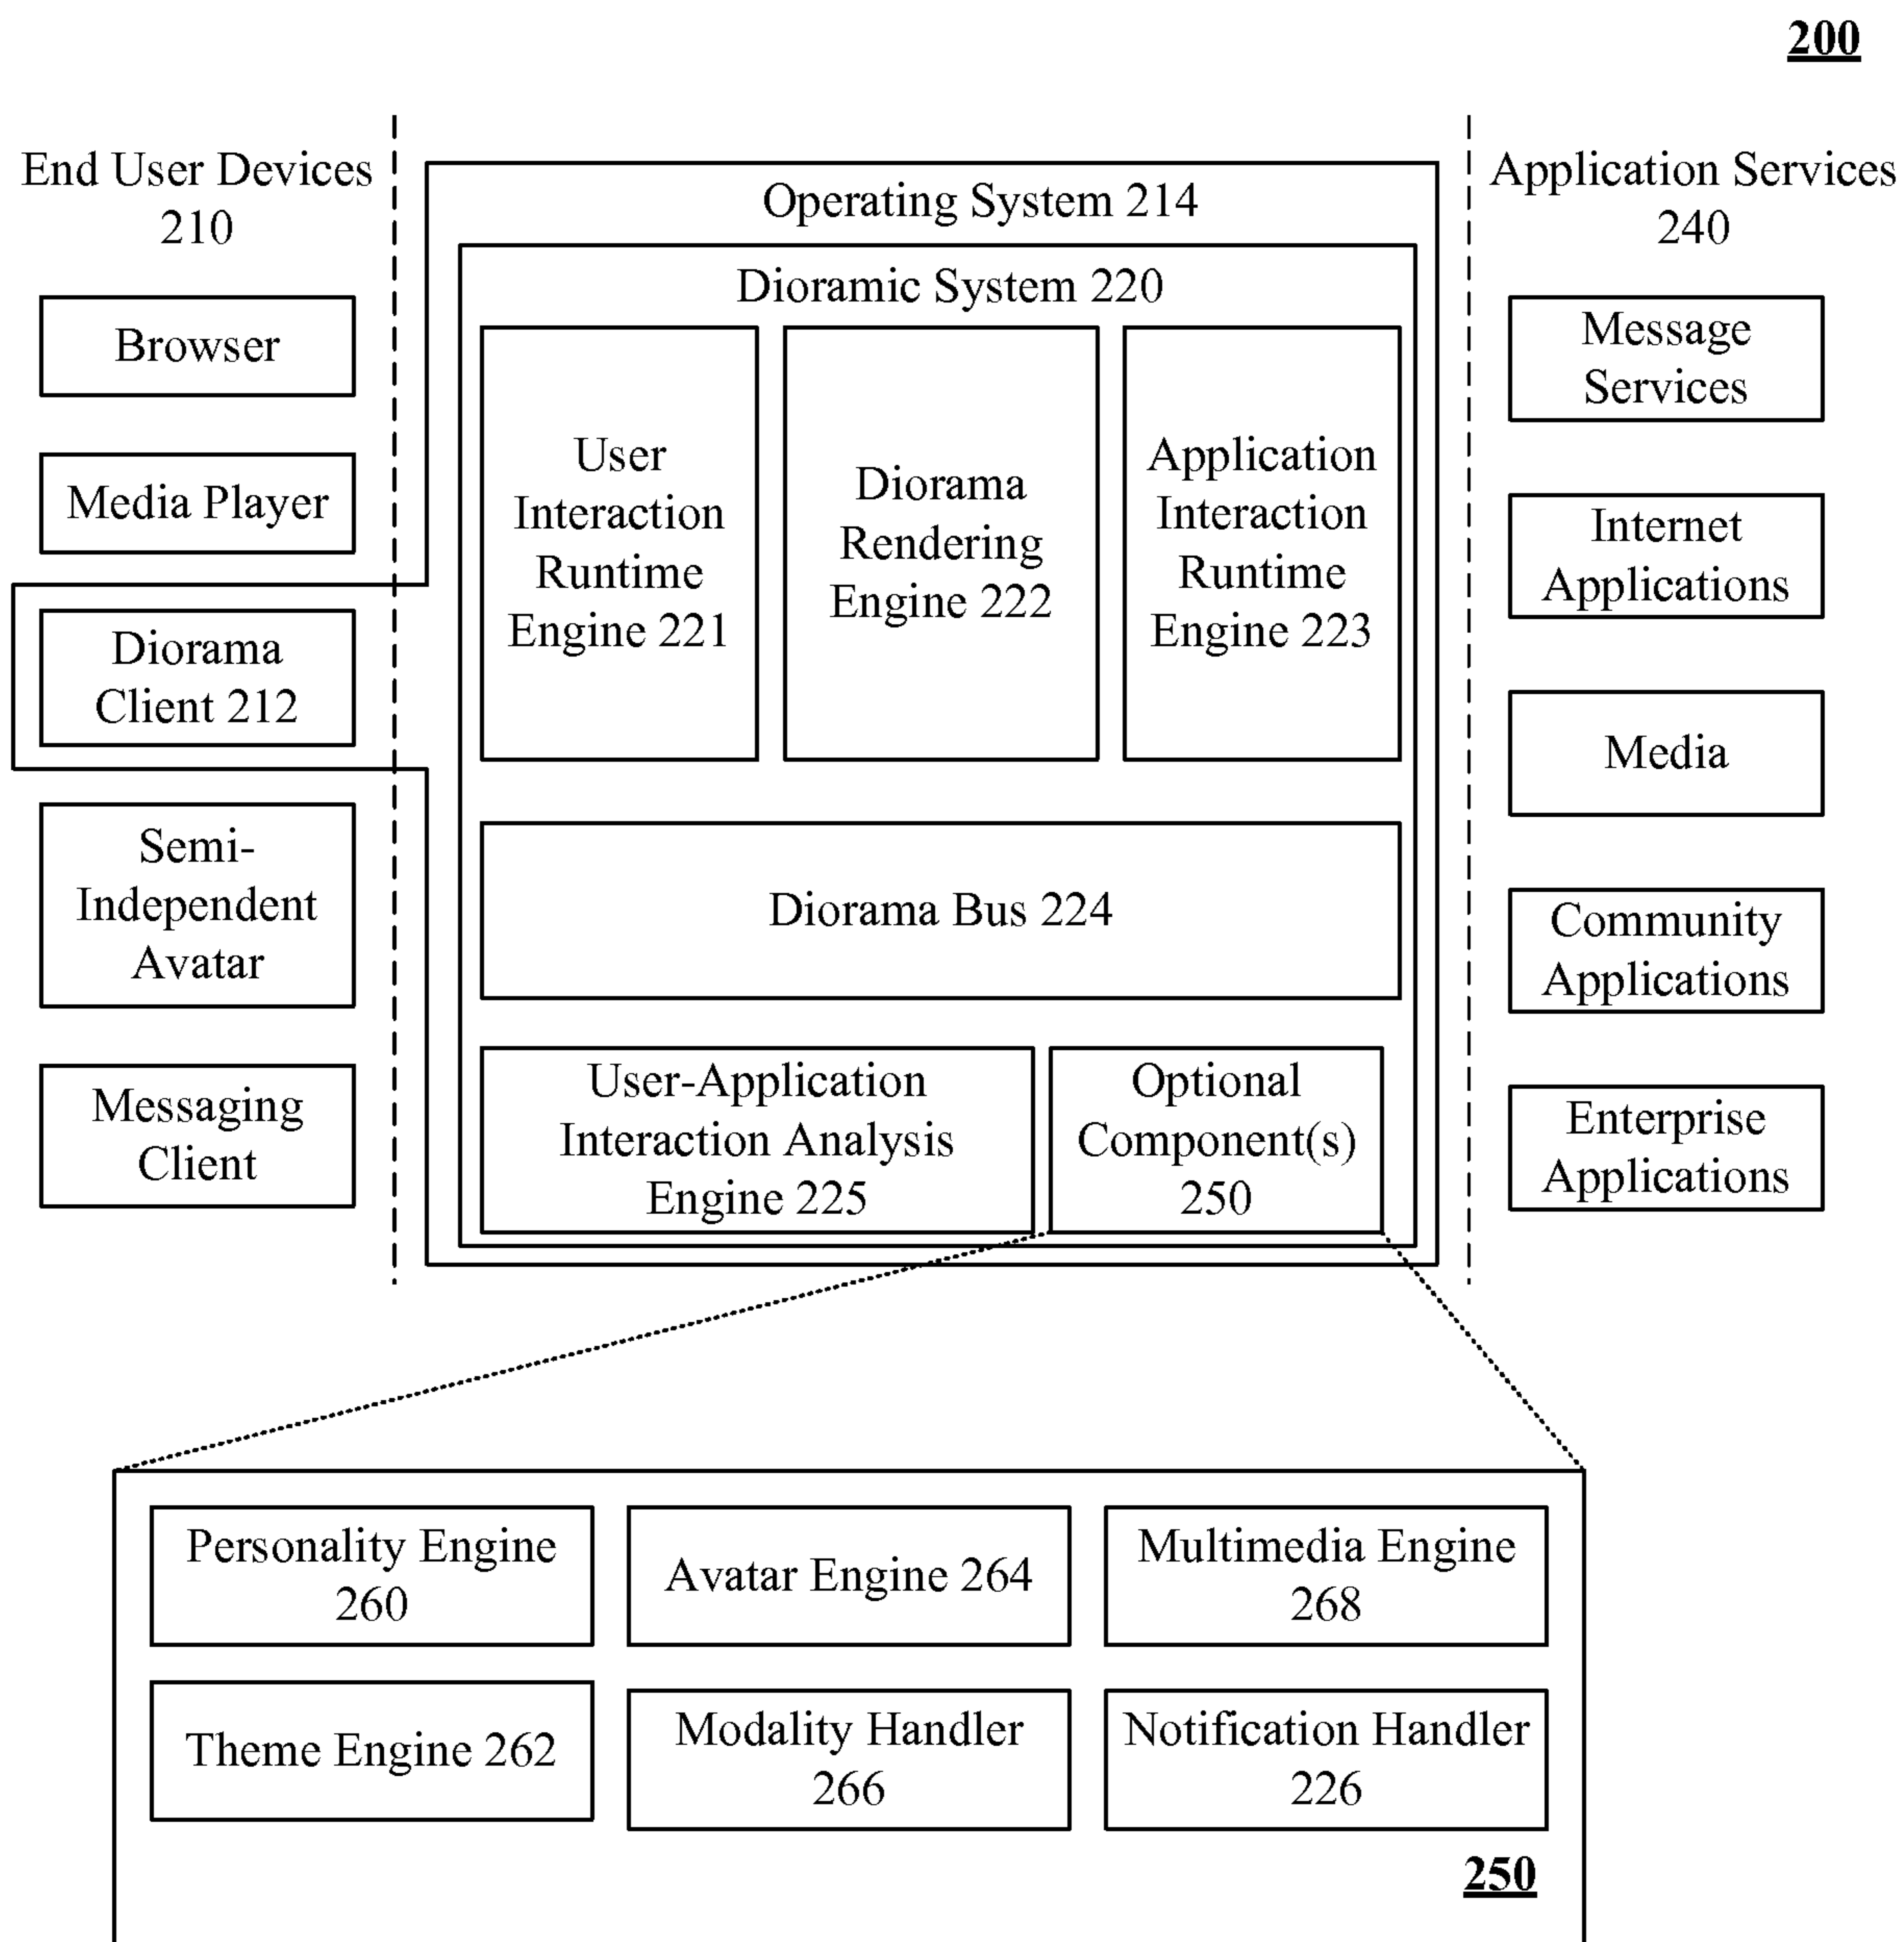 200
End User Devices
210
Browser
Media Player
Diorama
Client 212
Semi-
Independent
Avatar
Messaging
Client
Operating System 214
Dioramic System 220
User
Interaction
Runtime
Engine 221
Diorama
Rendering
Engine 222
Application
Interaction
Runtime
Engine 223
Diorama Bus 224
User-Application
Interaction Analysis
Engine 225
Optional
Component(s)
250
Application Services
240
Message
Services
Internet
Applications
Media
Community
Applications
Enterprise
Applications
Personality Engine
260
Avatar Engine 264
Multimedia Engine
268
Theme Engine 262
Modality Handler
266
Notification Handler
226
250